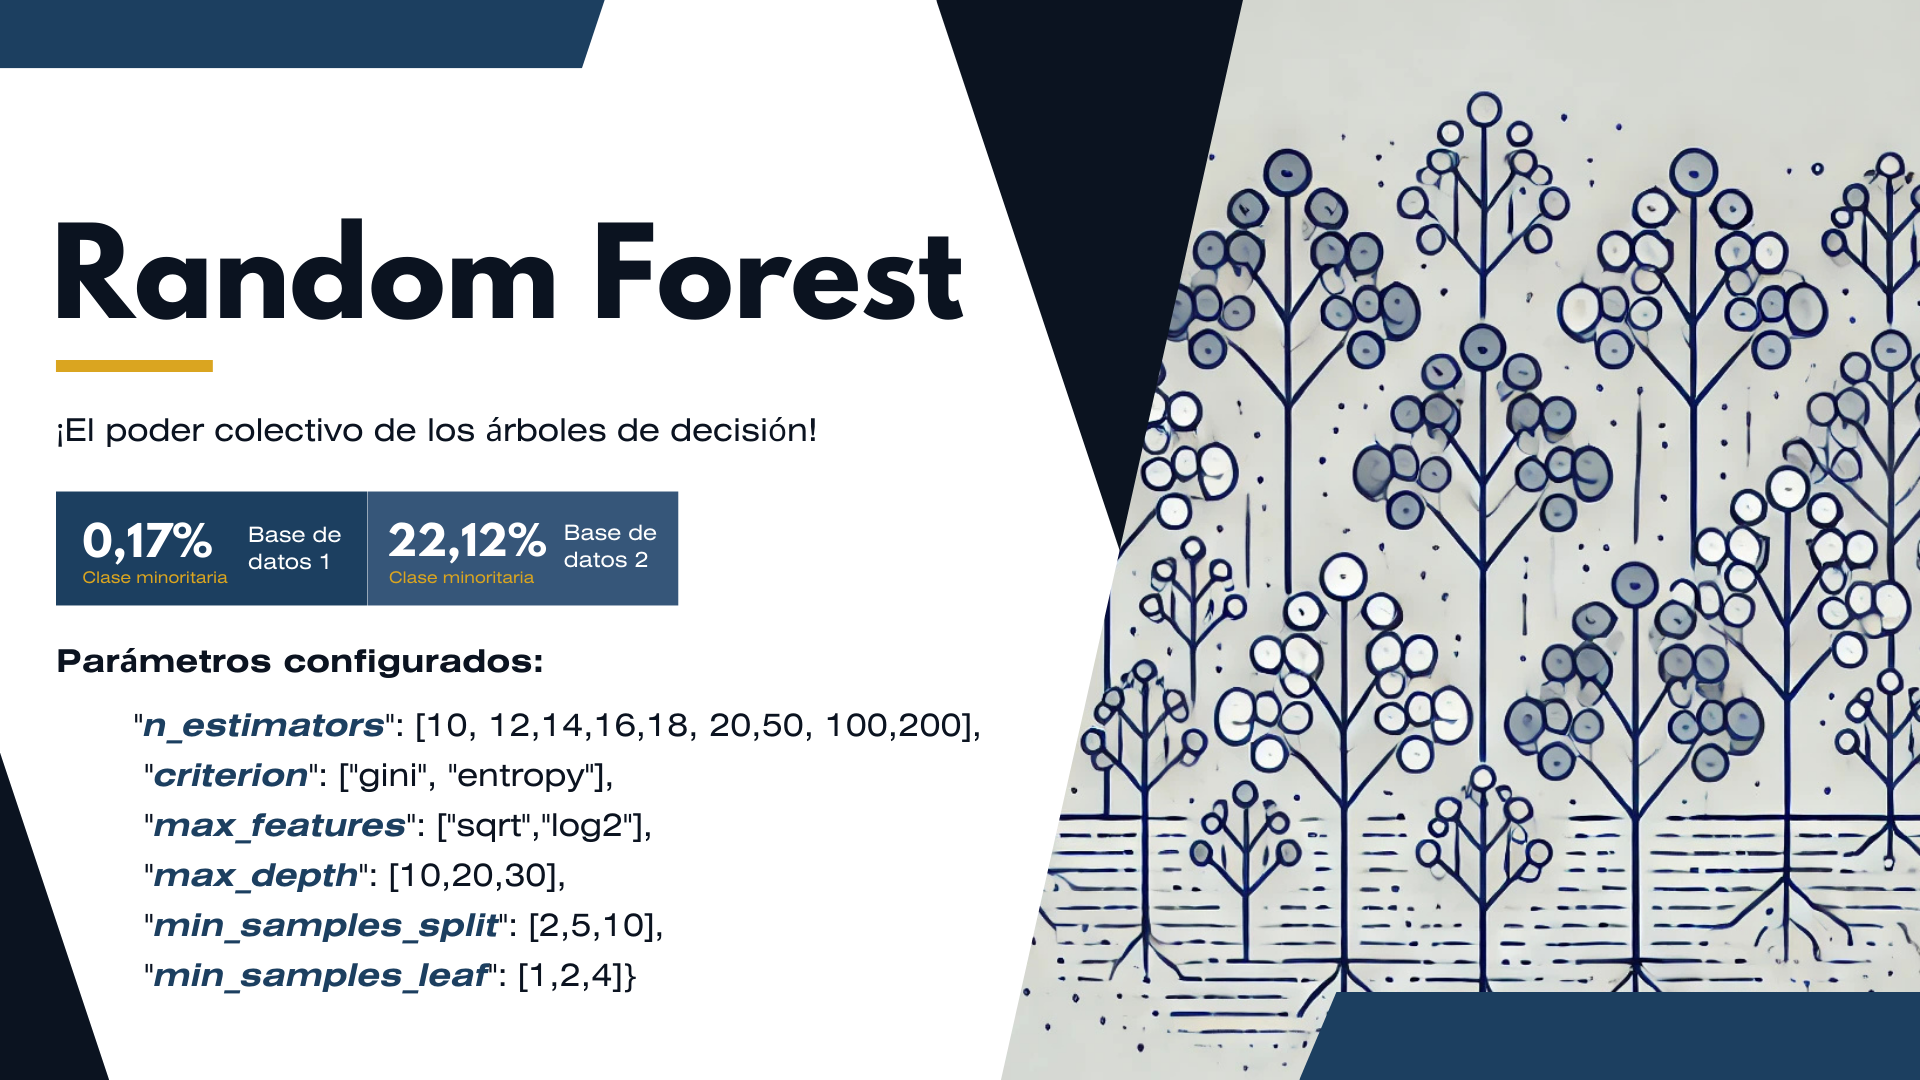 Random Forest
¡El poder colectivo de los árboles de decisión!
0,17%
Clase minoritaria
Base de
datos 1
22,12%
Clase minoritaria
Base de
datos 2
Parámetros configurados:
"n_estimators": [10, 12,14,16,18, 20,50, 100,200],
"criterion": ["gini", "entropy"],
"max_features": ["sqrt","log2"],
"max_depth": [10,20,30],
"min_samples_split": [2,5,10],
"min_samples_leaf": [1,2,4]}